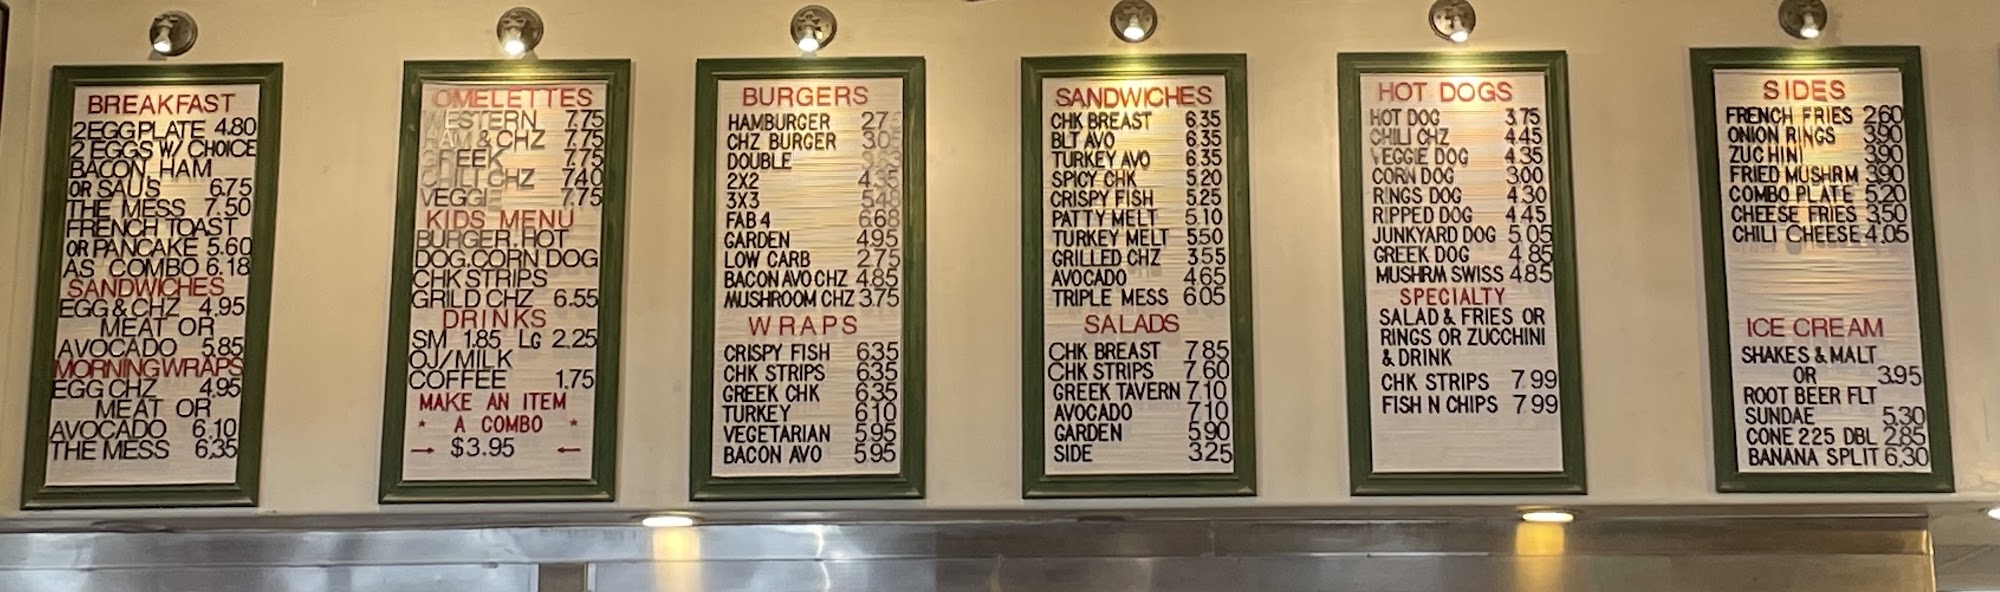 BREAKFAST
2 EGG PLATE 4.80
2 EGGS W/ CHOICE
BACON, HAM
OR SAUS 6.75
THE MESS 7.50
FRENCH TOAST
OR PANCAKE 5.60
AS COMBO 6.18
SANDWICHES
EGG & CHZ 4.95
MEAT OR
AVOCADO 5.85
MORNING WRAPS
EGG CHZ 4.95
MEAT OR
AVOCADO 6.10
THE MESS 6.35
OMELETTES
WESTERN 7.75
HAM & CHZ 7.75
GREEK 7.75
CHILI CHZ 7.40
VEGGIE 7.75
KIDS MENU
BURGER, HOT
DOG, CORN DOG
CHK STRIPS
GRILD CHZ 6.55
DRINKS
SM 1.85 LG 2.25
OJ/MILK
COFFEE 1.75
MAKE AN ITEM
* A COMBO *
→ $3.95 ←
BURGERS
HAMBURGER
CHZ BURGER
DOUBLE
2X2 4.35
3X3 5.48
FAB 4 6.68
GARDEN 4.95
LOW CARB 2.75
BACON AVO CHZ 4.85
MUSHROOM CHZ 3.75
WRAPS
CRISPY FISH 6.35
CHK STRIPS 6.35
GREEK CHK 6.35
TURKEY 6.10
VEGETARIAN 5.95
BACON AVO 5.95
SANDWICHES
CHK BREAST 6.35
BLT AVO 6.35
TURKEY AVO 6.35
SPICY CHK 5.20
CRISPY FISH 5.25
PATTY MELT 5.10
TURKEY MELT 5.50
GRILLED CHZ 3.55
AVOCADO 4.65
TRIPLE MESS 6.05
SALADS
CHK BREAST 7.85
CHK STRIPS 7.60
GREEK TAVERN 7.10
AVOCADO 7.10
GARDEN 5.90
SIDE 3.25
HOT DOGS
HOT DOG 3.75
CHILI CHZ 4.45
VEGGIE DOG 4.35
CORN DOG 3.00
RINGS DOG 4.30
RIPPED DOG 4.45
JUNKYARD DOG 5.05
GREEK DOG 4.85
MUSHRM SWISS 4.85
SPECIALTY
SALAD & FRIES OR
RINGS OR ZUCCHINI
& DRINK
CHK STRIPS 7.99
FISH N CHIPS 7.99
SIDES
FRENCH FRIES 2.60
ONION RINGS 3.90
ZUCHINI 3.90
FRIED MUSHRM 3.90
COMBO PLATE 5.20
CHEESE FRIES 3.50
CHILI CHEESE 4.05
ICE CREAM
SHAKES & MALT
OR 3.95
ROOT BEER FLT
SUNDAE 5.30
CONE 2.25 DBL 2.85
BANANA SPLIT 6.30